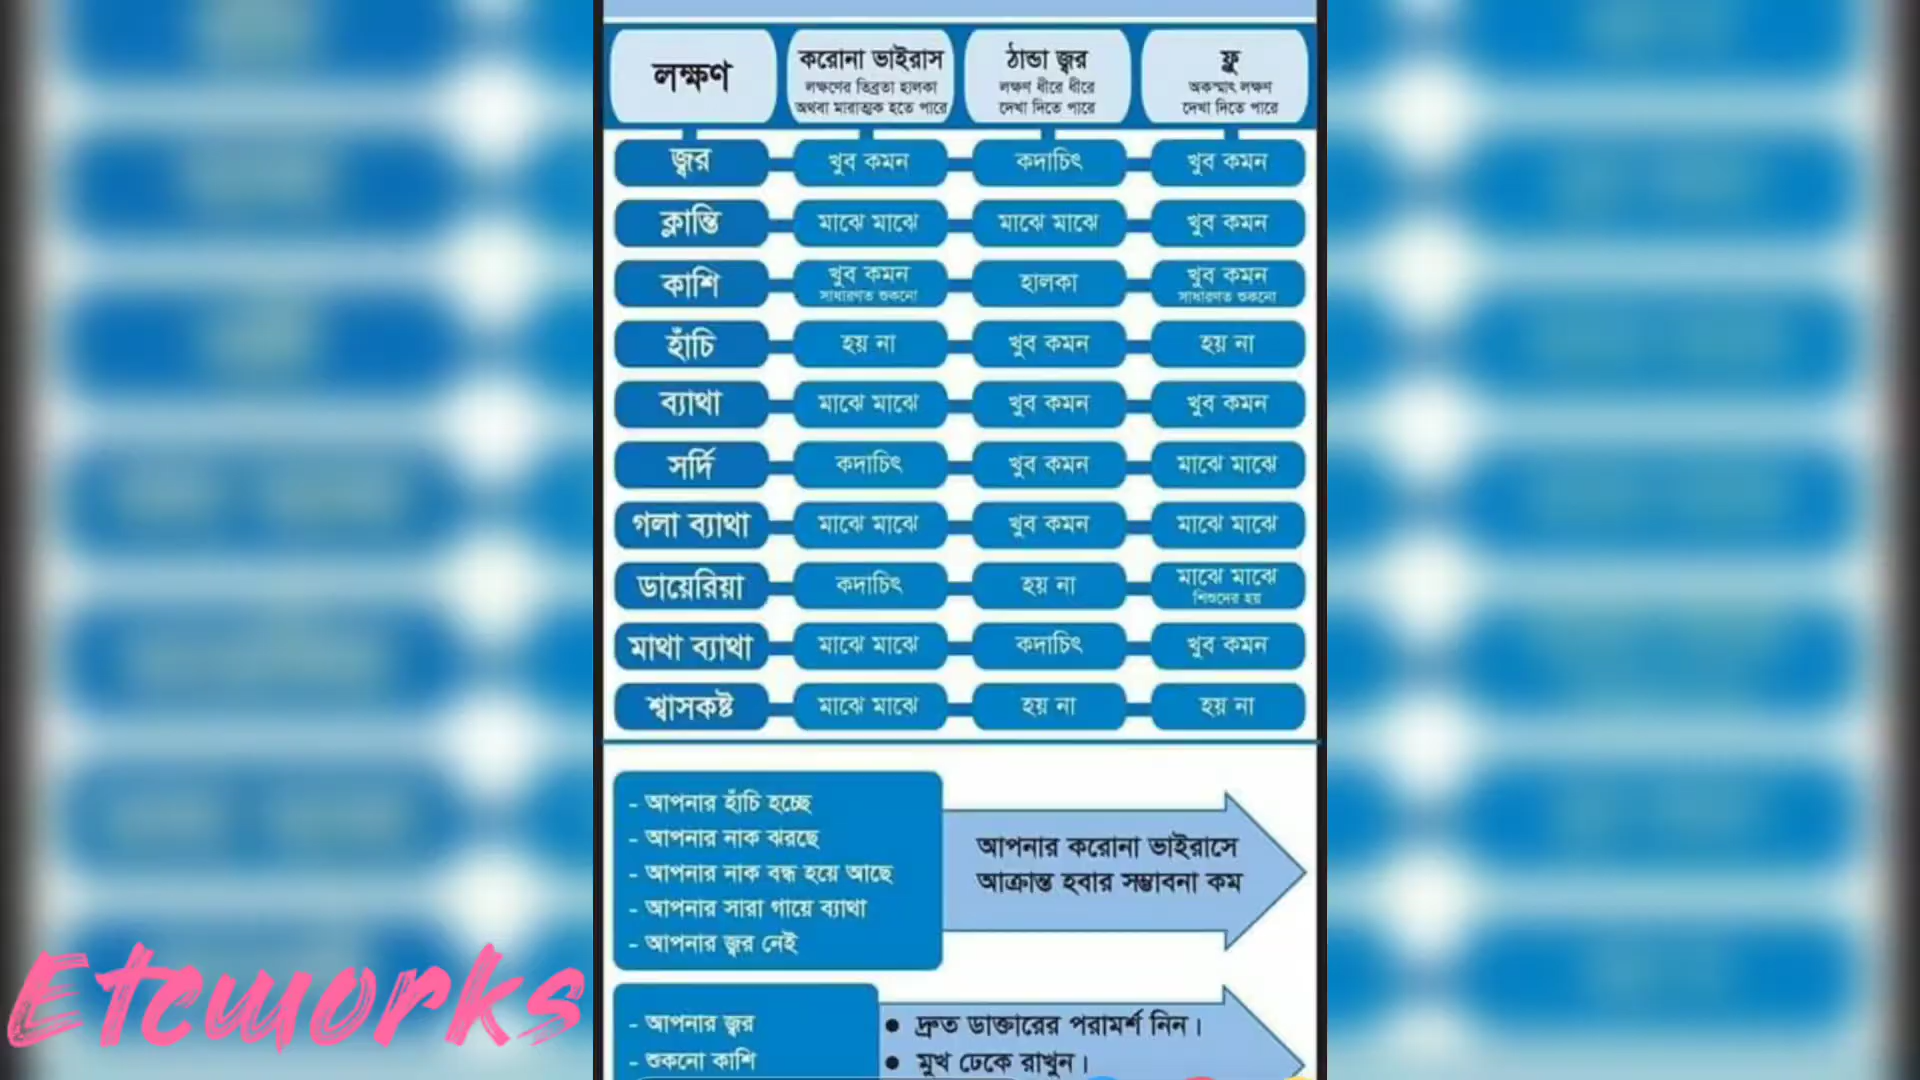 লক্ষণ
করোনা ভাইরাস
লক্ষণের তিব্রতা হালকা
অথবা মারাত্মক হতে পারে
ঠান্ডা জ্বর
লক্ষণ ধীরে ধীরে
দেখা দিতে পারে
ফ্লু
অকস্মাৎ লক্ষণ
দেখা দিতে পারে
জ্বর খুব কমন কদাচিৎ খুব কমন
ক্লান্তি মাঝে মাঝে মাঝে মাঝে খুব কমন
কাশি খুব কমন হালকা খুব কমন
সাধারণত শুকনো সাধারণত শুকনো
হাঁচি হয় না খুব কমন হয় না
ব্যাথা মাঝে মাঝে খুব কমন খুব কমন
সর্দি কদাচিৎ খুব কমন মাঝে মাঝে
গলা ব্যাথা মাঝে মাঝে খুব কমন মাঝে মাঝে
ডায়েরিয়া কদাচিৎ হয় না মাঝে মাঝে
শিশুদের হয়
মাথা ব্যাথা মাঝে মাঝে কদাচিৎ খুব কমন
শ্বাসকষ্ট মাঝে মাঝে হয় না হয় না
- আপনার হাঁচি হচ্ছে
- আপনার নাক ঝরছে
- আপনার নাক বন্ধ হয়ে আছে
- আপনার সারা গায়ে ব্যাথা
- আপনার জ্বর নেই
আপনার করোনা ভাইরাসে
আক্রান্ত হবার সম্ভাবনা কম
- আপনার জ্বর
- শুকনো কাশি
● দ্রুত ডাক্তারের পরামর্শ নিন।
● মুখ ঢেকে রাখুন।
Etcworks